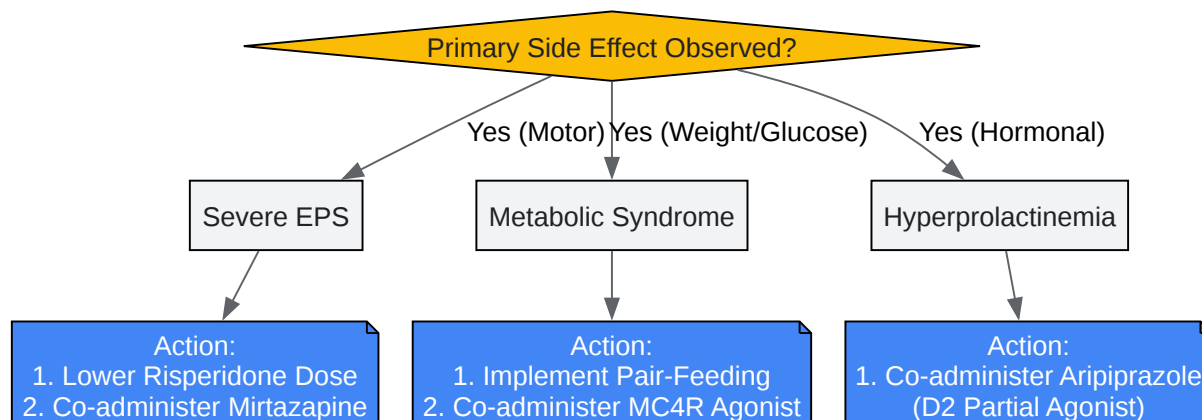 Primary Side Effect Observed?
Yes (Motor)
Yes (Weight/Glucose)
Yes (Hormonal)
Severe EPS
Metabolic Syndrome
Hyperprolactinemia
Action:
1. Lower Risperidone Dose
2. Co-administer Mirtazapine
Action:
1. Implement Pair-Feeding
2. Co-administer MC4R Agonist
Action:
1. Co-administer Aripiprazole
(D2 Partial Agonist)